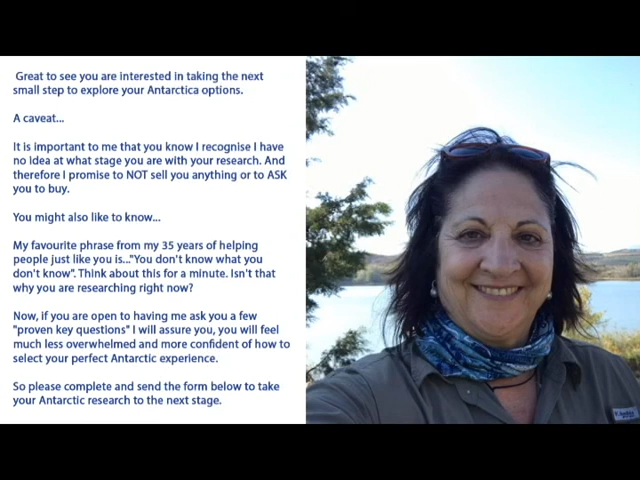 Great to see you are interested in taking the next
small step to explore your Antarctica options.
A caveat...
It is important to me that you know I recognise I have
no idea at what stage you are with your research. And
therefore I promise to NOT sell you anything or to ASK
you to buy.
You might also like to know...
My favourite phrase from my 35 years of helping
people just like you is..."You don't know what you
don't know". Think about this for a minute. Isn't that
why you are researching right now?
Now, if you are open to having me ask you a few
"proven key questions" I will assure you, you will feel
much less overwhelmed and more confident of how to
select your perfect Antarctic experience.
So please complete and send the form below to take
your Antarctic research to the next stage.